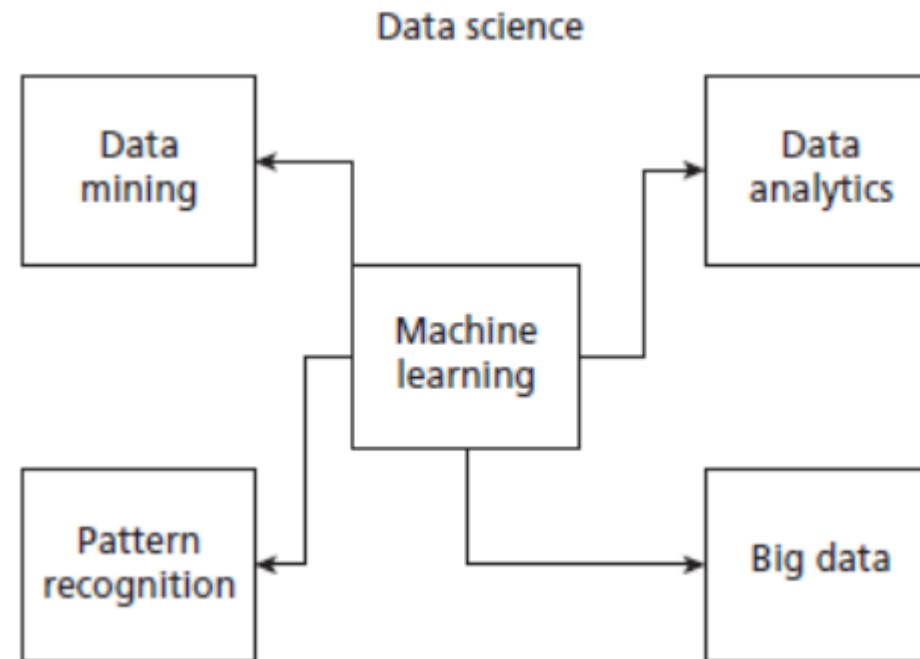 Data science
Data
mining
Data
analytics
Machine
learning
Pattern
recognition
Big data